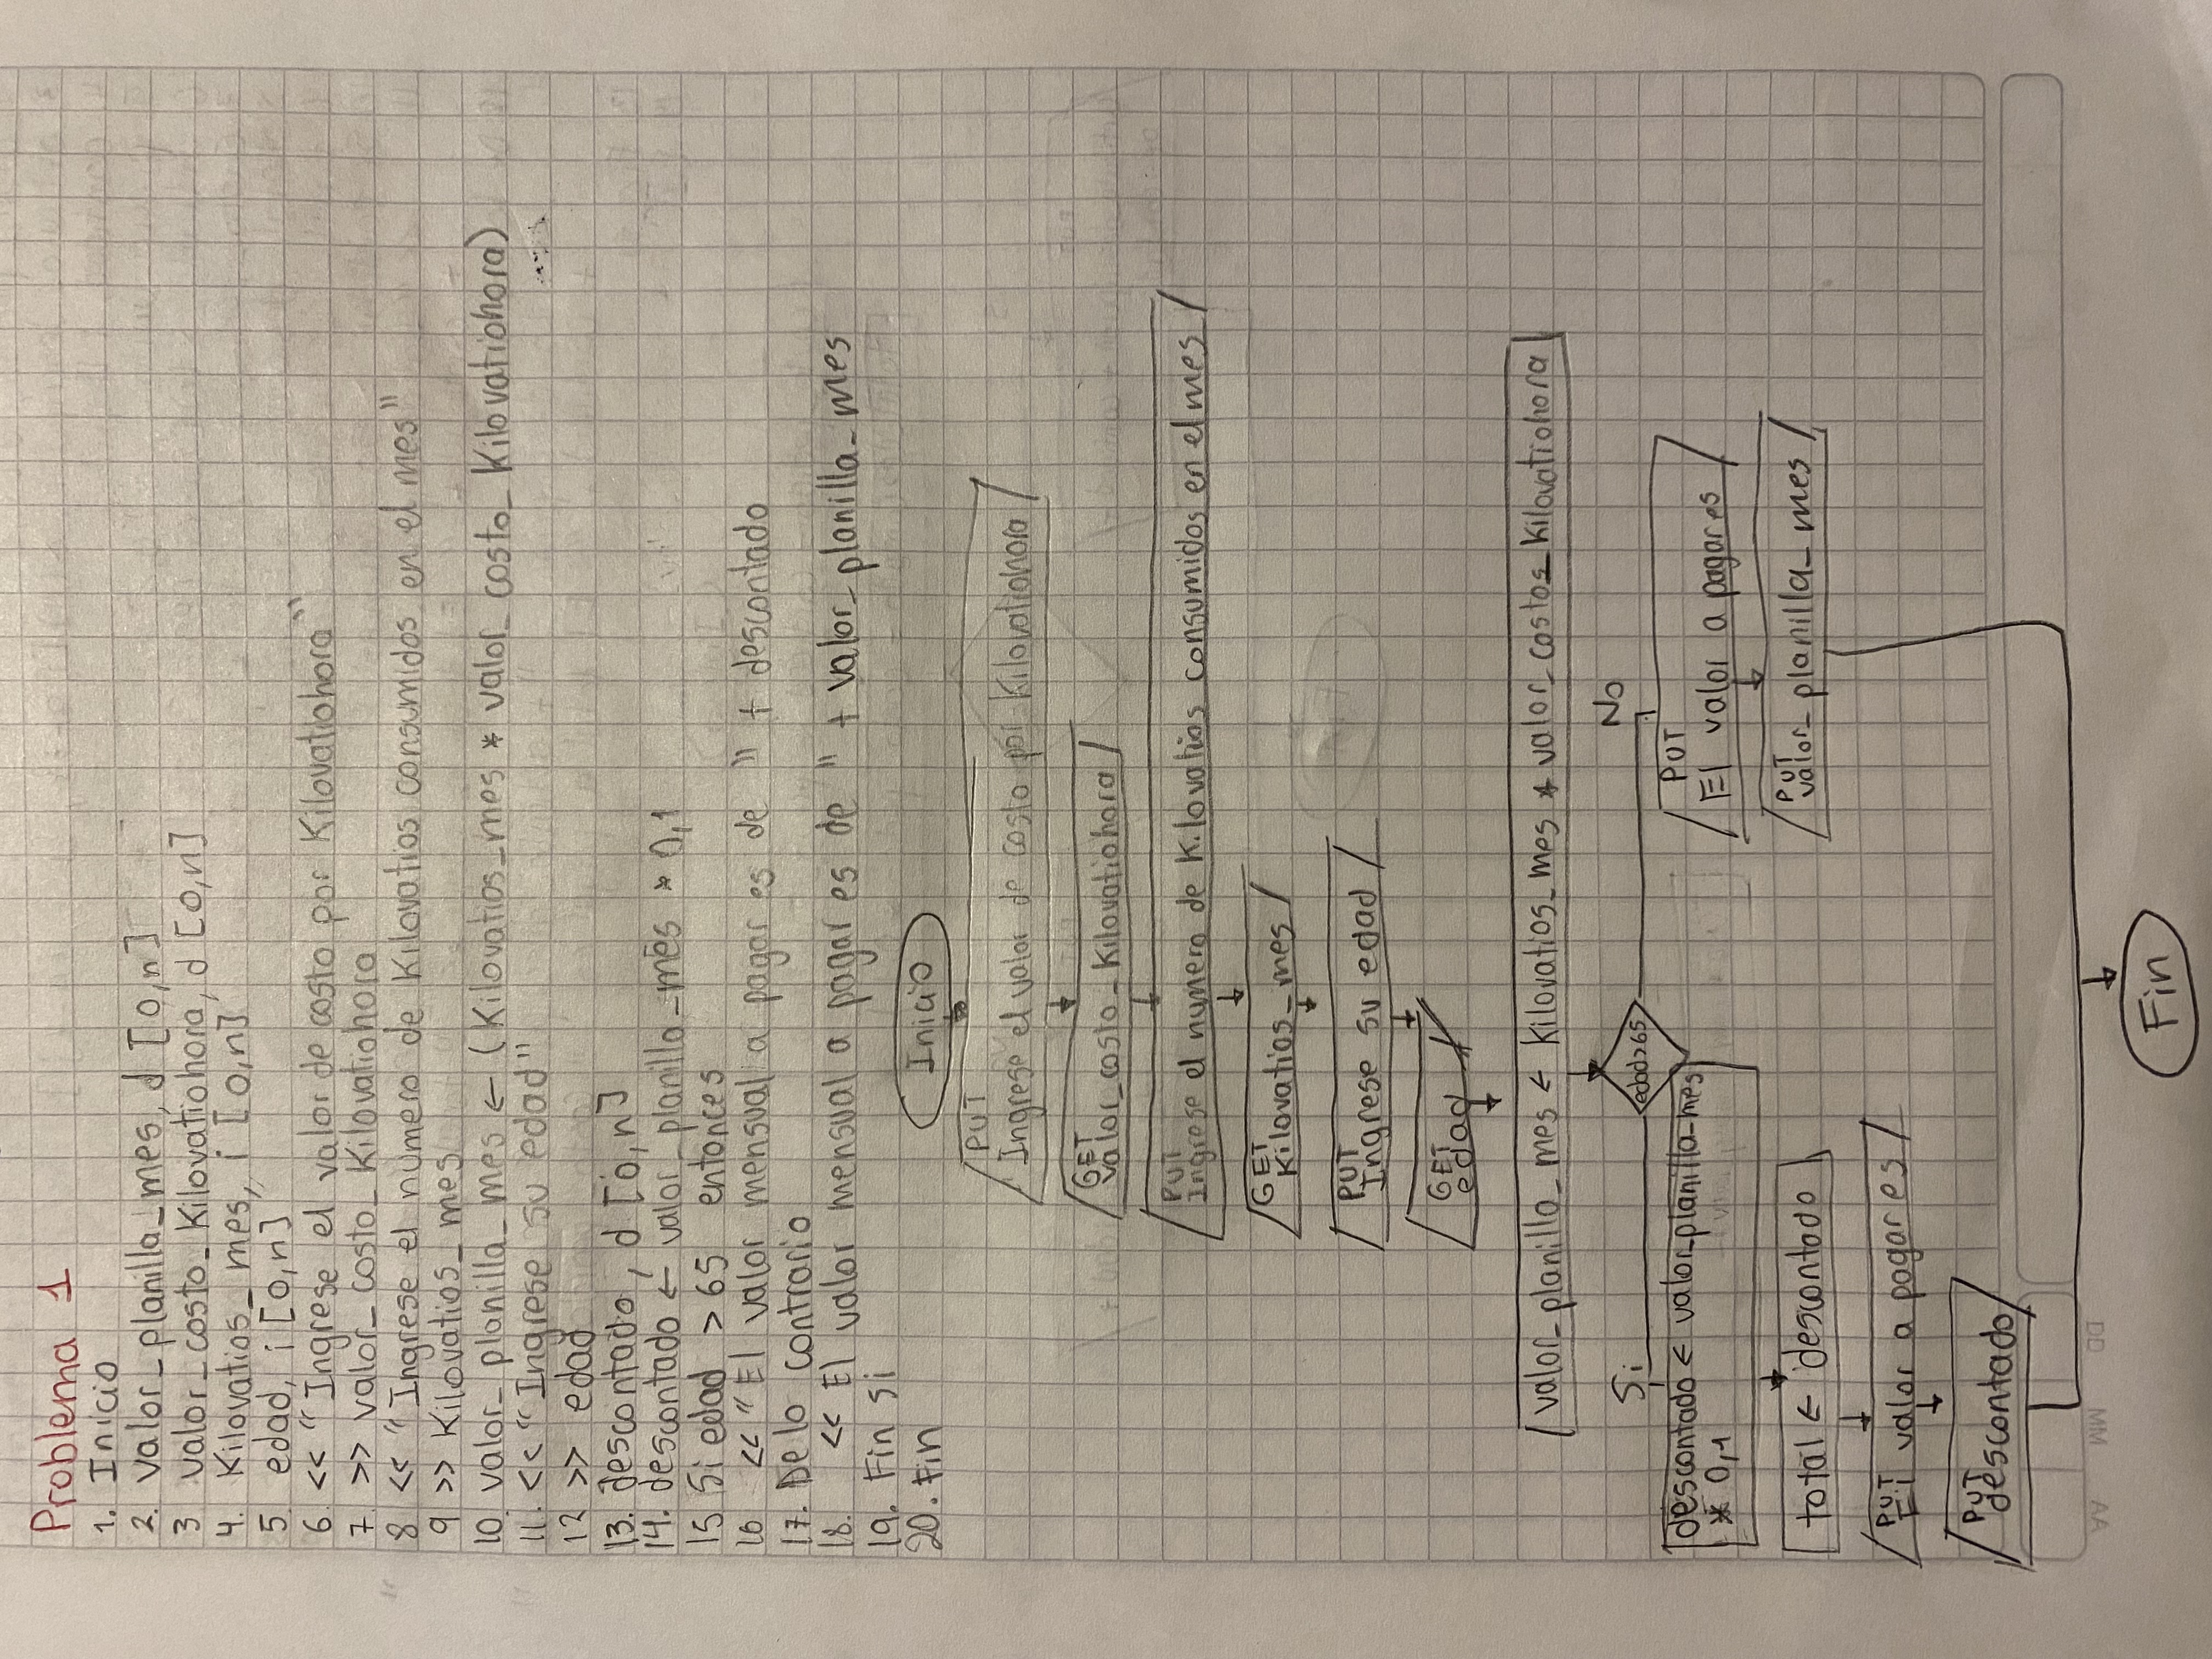 Problema 1
1. Inicio
2. valor_planilla_mes, d [0,n]
3 valor_costo_Kilovatiohora, d [0,n]
4. Kilovatios_mes, i [0,n]
5 edad, i [0,n]
6. << "Ingrese el valor de costo por Kilovatiohora"
7 >> valor_costo_Kilovatiohora
8 << "Ingrese el numero de Kilovatios consumidos en el mes"
9 >> Kilovatios_mes
10 valor_planilla_mes ← (Kilovatios_mes * valor_costo_Kilovatiohora)
11. << "Ingrese su edad"
12 >> edad
13. descontado, d [0,n]
14. descontado ← valor_planilla_mes * 0,1
15 Si edad > 65 entonces
16 << "El valor mensual a pagar es de " + descontado
17. De lo contrario
18. << El valor mensual a pagar es de " + valor_planilla_mes
19. Fin si
20. Fin
Inicio
PUT
Ingrese el valor de costo por Kilovatiohora
GET
valor_costo_Kilovatiohora
PUT
Ingrese el numero de Kilovatios consumidos en el mes
GET
Kilovatios_mes
PUT
Ingrese su edad
GET
edad
valor_planilla_mes ← Kilovatios_mes * valor_costos_Kilovatiohora
edad>65
Si
No
descontado ← valor_planilla_mes
* 0,1
total ← descontado
PUT
El valor a pagar es
PUT
descontado
PUT
El valor a pagar es
PUT
valor_planilla_mes
AA MM DD
Fin